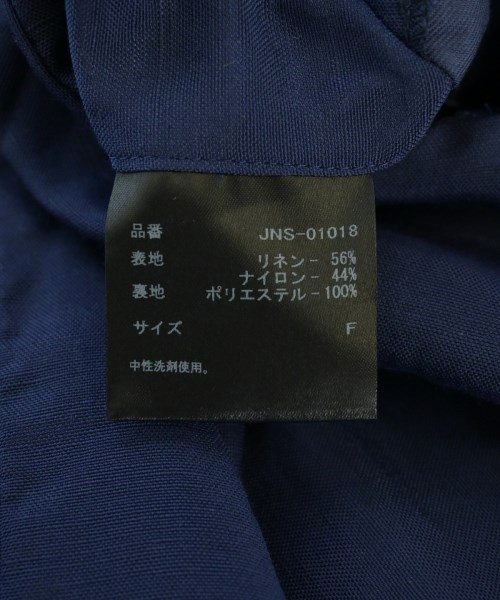 品番 JNS-01018
表地 リネン- 56%
ナイロン- 44%
裏地 ポリエステル-100%
サイズ F
中性洗剤使用。